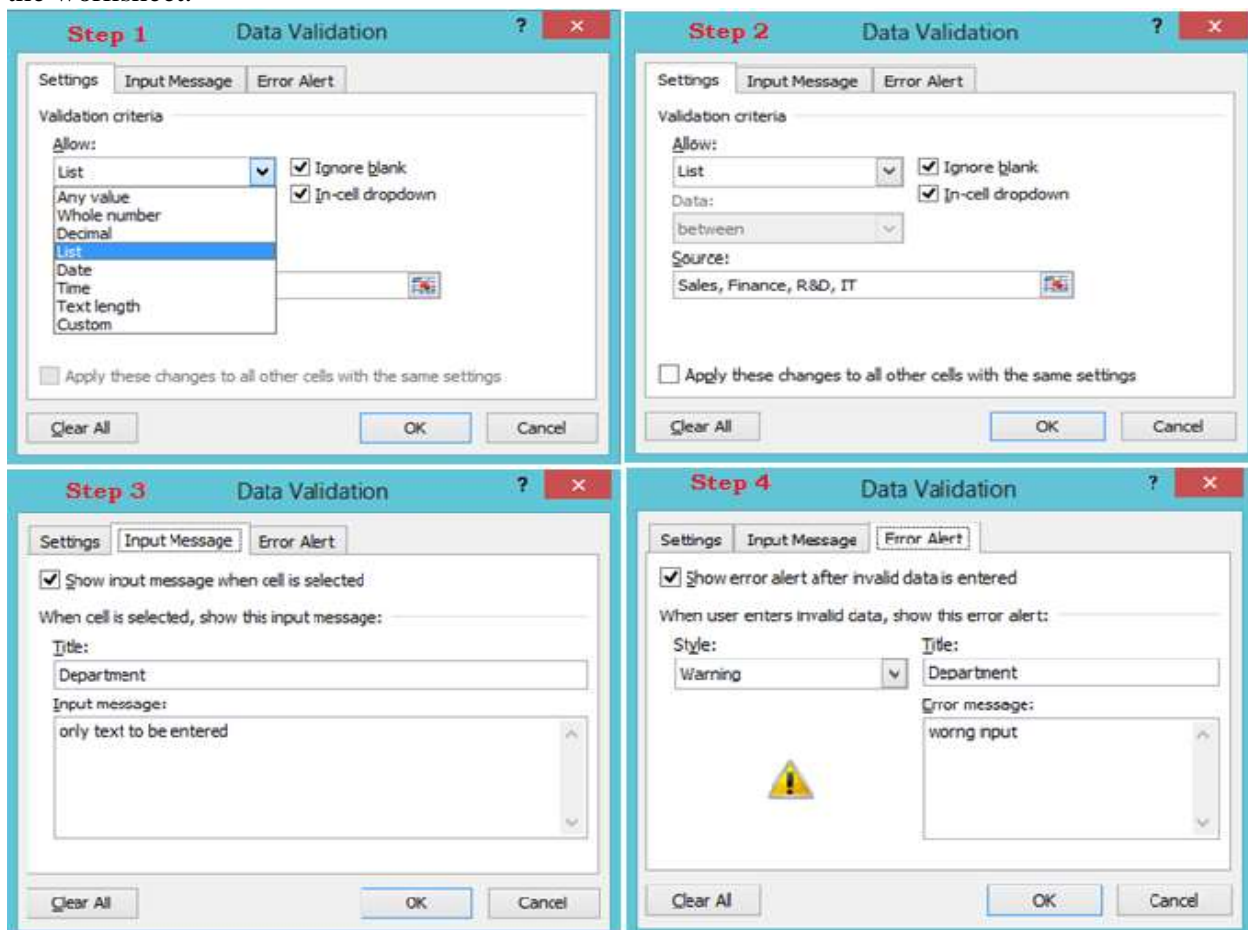 the worksheet.
Step 1 Data Validation ?
Settings Input Message Error Alert
Validation criteria
Allow:
List
Ignore blank
Any value
In-cell dropdown
Whole number
Decimal
List
Date
Time
Text length
Custom
Apply these changes to all other cells with the same settings
Clear All OK Cancel
Step 2 Data Validation ?
Settings Input Message Error Alert
Validation criteria
Allow:
List
Ignore blank
Data:
In-cell dropdown
between
Source:
Sales, Finance, R&D, IT
Apply these changes to all other cells with the same settings
Clear All OK Cancel
Step 3 Data Validation ?
Settings Input Message Error Alert
Show input message when cell is selected
When cell is selected, show this input message:
Title:
Department
Input message:
only text to be entered
Clear All OK Cancel
Step 4 Data Validation ?
Settings Input Message Error Alert
Show error alert after invalid data is entered
When user enters invalid data, show this error alert:
Style: Title:
Warning Department
Error message:
worng input
Clear All OK Cancel